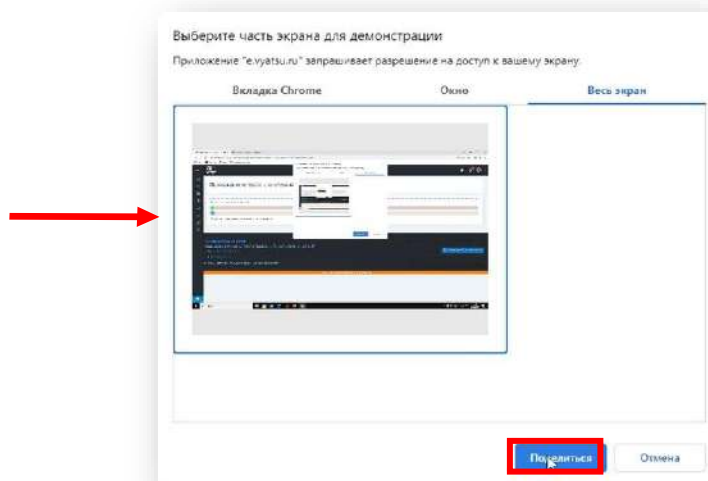 Выберите часть экрана для демонстрации
Приложение "e.vyatsu.ru" запрашивает разрешение на доступ к вашему экрану.
Вкладка Chrome Окно Весь экран
Поделиться Отмена